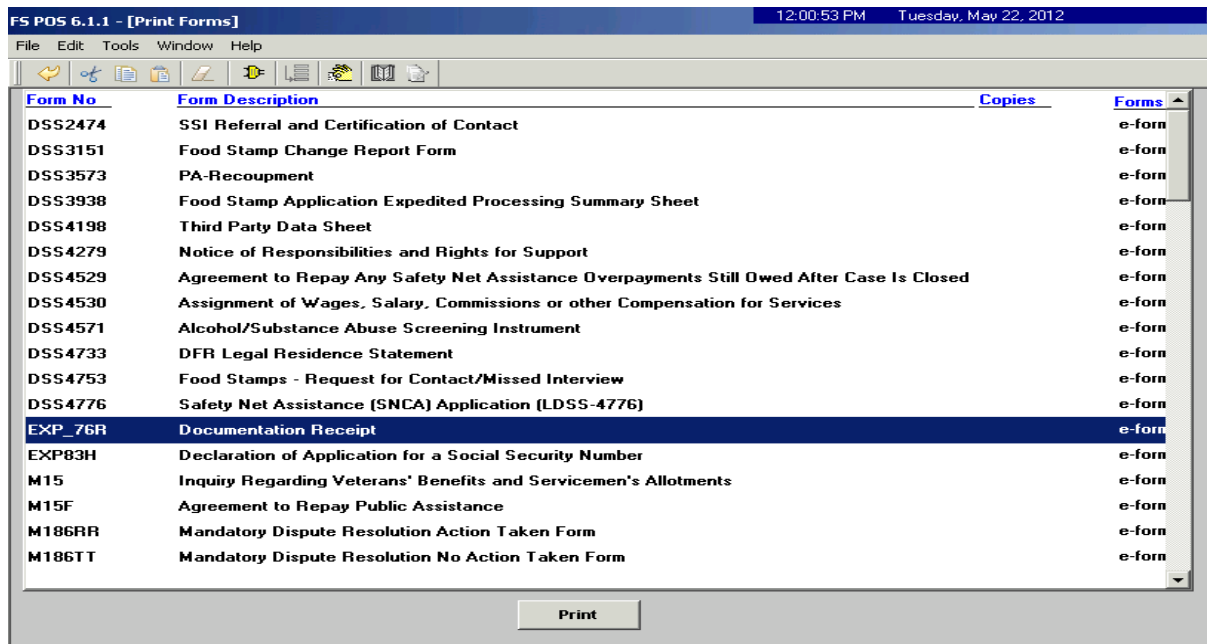 FS POS 6.1.1 - [Print Forms] 12:00:53 PM Tuesday, May 22, 2012
File Edit Tools Window Help
Form No Form Description Copies Forms
DSS2474 SSI Referral and Certification of Contact e-form
DSS3151 Food Stamp Change Report Form e-form
DSS3573 PA-Recoupment e-form
DSS3938 Food Stamp Application Expedited Processing Summary Sheet e-form
DSS4198 Third Party Data Sheet e-form
DSS4279 Notice of Responsibilities and Rights for Support e-form
DSS4529 Agreement to Repay Any Safety Net Assistance Overpayments Still Owed After Case Is Closed e-form
DSS4530 Assignment of Wages, Salary, Commissions or other Compensation for Services e-form
DSS4571 Alcohol/Substance Abuse Screening Instrument e-form
DSS4733 DFR Legal Residence Statement e-form
DSS4753 Food Stamps - Request for Contact/Missed Interview e-form
DSS4776 Safety Net Assistance (SNCA) Application (LDSS-4776) e-form
EXP_76R Documentation Receipt e-form
EXP83H Declaration of Application for a Social Security Number e-form
M15 Inquiry Regarding Veterans' Benefits and Servicemen's Allotments e-form
M15F Agreement to Repay Public Assistance e-form
M186RR Mandatory Dispute Resolution Action Taken Form e-form
M186TT Mandatory Dispute Resolution No Action Taken Form e-form
Print